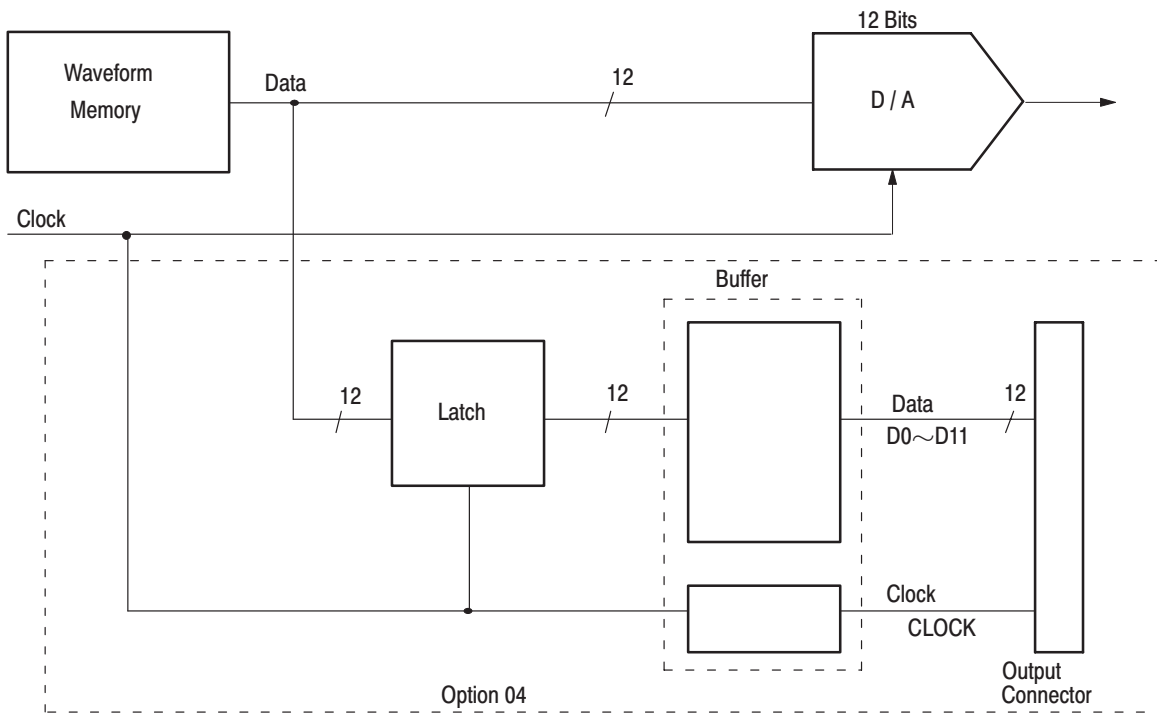 12 Bits
Waveform
Memory
Data
12
D / A
Clock
Buffer
12
Latch
12
Data
12
D0～D11
Clock
CLOCK
Output
Connector
Option 04